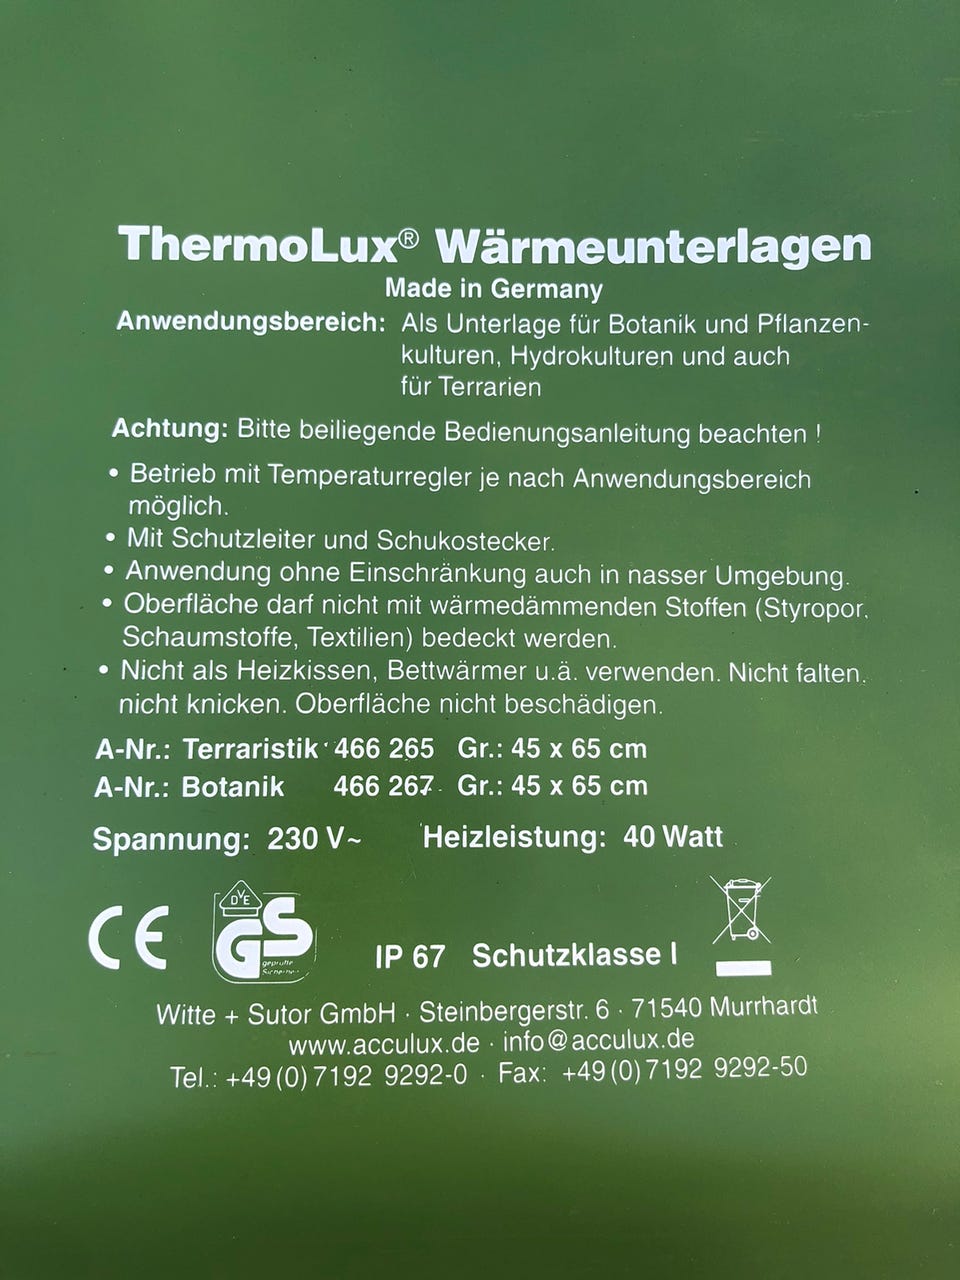 ThermoLux® Wärmeunterlagen
Made in Germany
Anwendungsbereich: Als Unterlage für Botanik und Pflanzen-
kulturen, Hydrokulturen und auch
für Terrarien
Achtung: Bitte beiliegende Bedienungsanleitung beachten !
• Betrieb mit Temperaturregler je nach Anwendungsbereich
möglich.
• Mit Schutzleiter und Schukostecker.
• Anwendung ohne Einschränkung auch in nasser Umgebung.
• Oberfläche darf nicht mit wärmedämmenden Stoffen (Styropor,
Schaumstoffe, Textilien) bedeckt werden.
• Nicht als Heizkissen, Bettwärmer u.ä. verwenden. Nicht falten,
nicht knicken. Oberfläche nicht beschädigen.
A-Nr.: Terraristik 466 265 Gr.: 45 x 65 cm
A-Nr.: Botanik 466 267 Gr.: 45 x 65 cm
Spannung: 230 V~ Heizleistung: 40 Watt
DVE
CE GS IP 67 Schutzklasse I
geprüfte
Sicherheit
Witte + Sutor GmbH · Steinbergerstr. 6 · 71540 Murrhardt
www.acculux.de · info@acculux.de
Tel.: +49(0)7192 9292-0 · Fax: +49(0)7192 9292-50